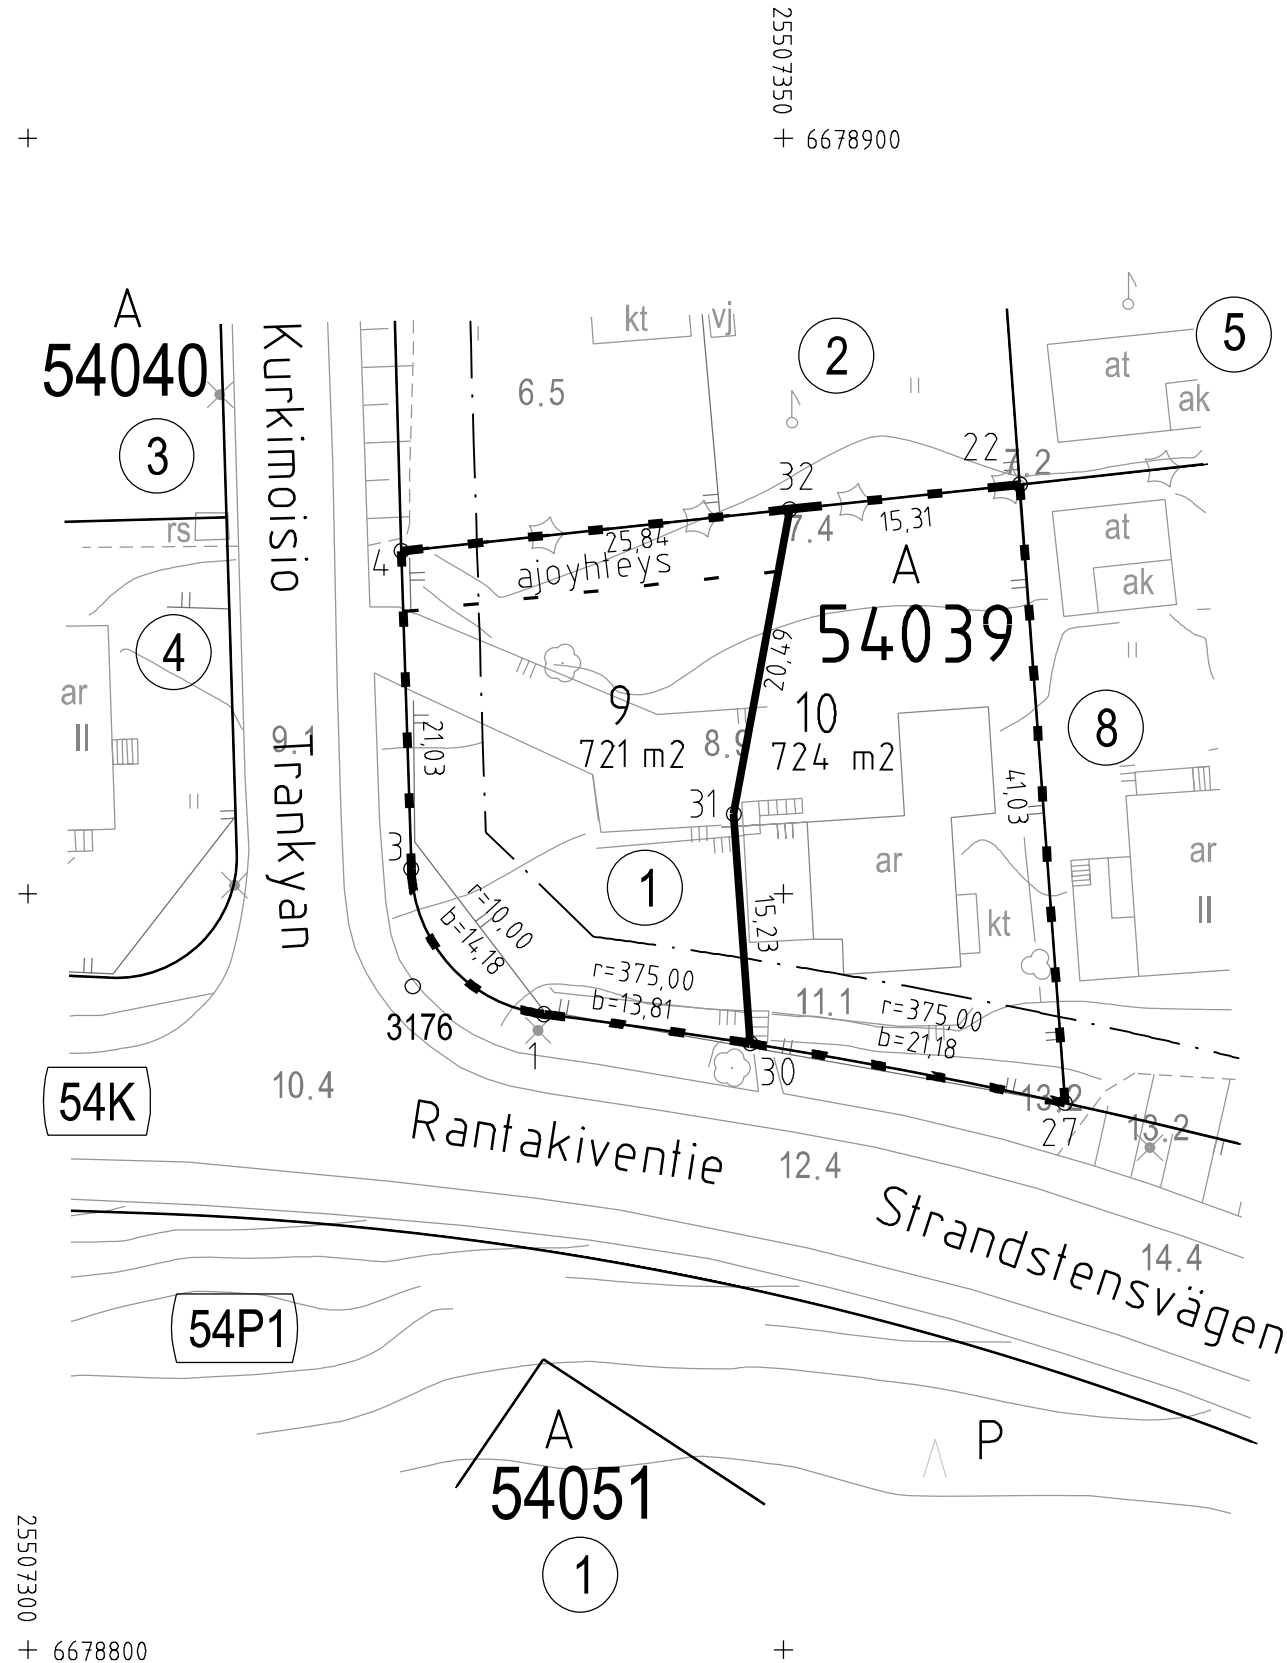 25507350
6678900
A
54040
3
Kurkimoisio
Trankyan
kt
vj
2
5
6.5
at
ak
22
7.2
32
7.4
15,31
25,84
ajoyhteys
4
rs
A
54039
at
ak
4
ar
II
9.1
21,03
9
721 m2
8.9
20,49
10
724 m2
41,03
8
31
3
1
ar
ar
II
r=10,00
b=14,18
15,23
kt
r=375,00
b=13,81
11.1
r=375,00
b=21,18
3176
1
30
10.4
54K
13.2
27
13.2
Rantakiventie
12.4
Strandstensvägen
14.4
54P1
A
54051
1
P
25507300
6678800